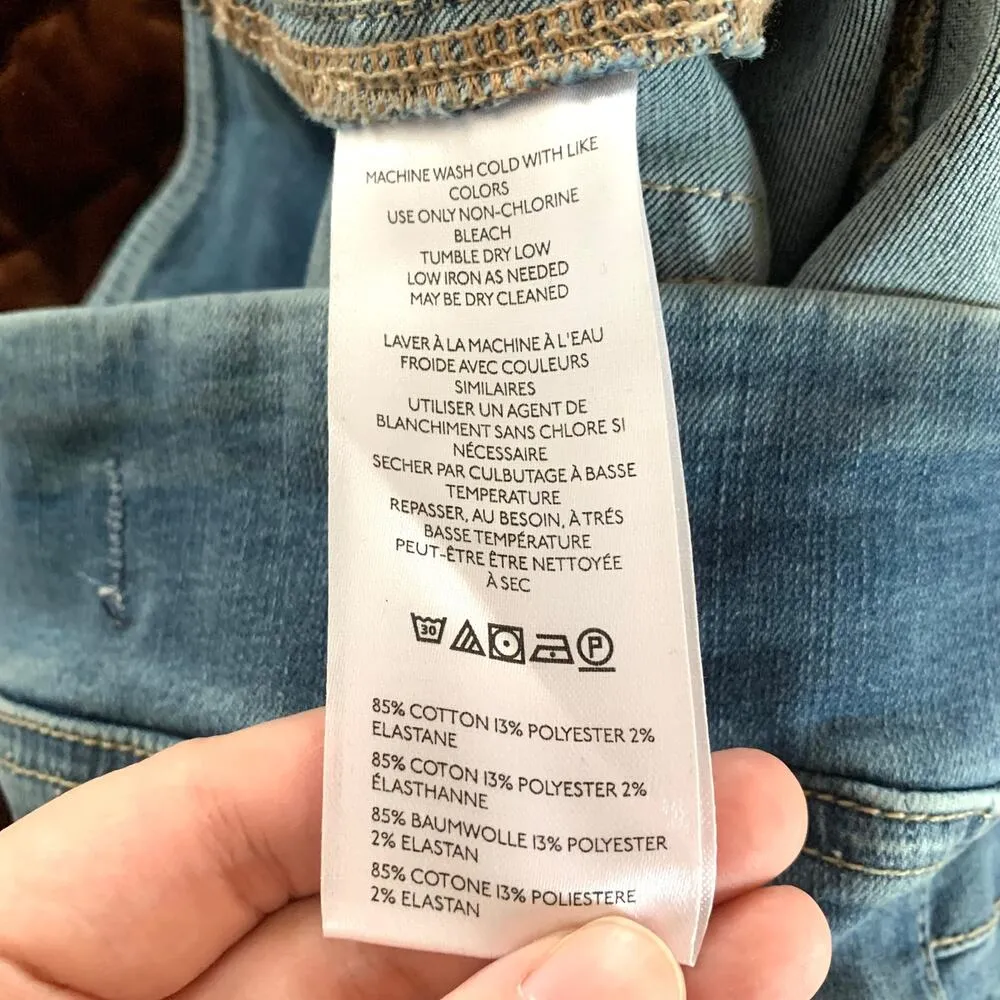 MACHINE WASH COLD WITH LIKE
COLORS
USE ONLY NON-CHLORINE
BLEACH
TUMBLE DRY LOW
LOW IRON AS NEEDED
MAY BE DRY CLEANED
LAVER À LA MACHINE À L'EAU
FROIDE AVEC COULEURS
SIMILAIRES
UTILISER UN AGENT DE
BLANCHIMENT SANS CHLORE SI
NÉCESSAIRE
SECHER PAR CULBUTAGE À BASSE
TEMPERATURE
REPASSER, AU BESOIN, À TRÉS
BASSE TEMPÉRATURE
PEUT-ÊTRE ÊTRE NETTOYÉE
À SEC
30 P
85% COTTON 13% POLYESTER 2%
ELASTANE
85% COTON 13% POLYESTER 2%
ÉLASTHANNE
85% BAUMWOLLE 13% POLYESTER
2% ELASTAN
85% COTONE 13% POLIESTERE
2% ELASTAN